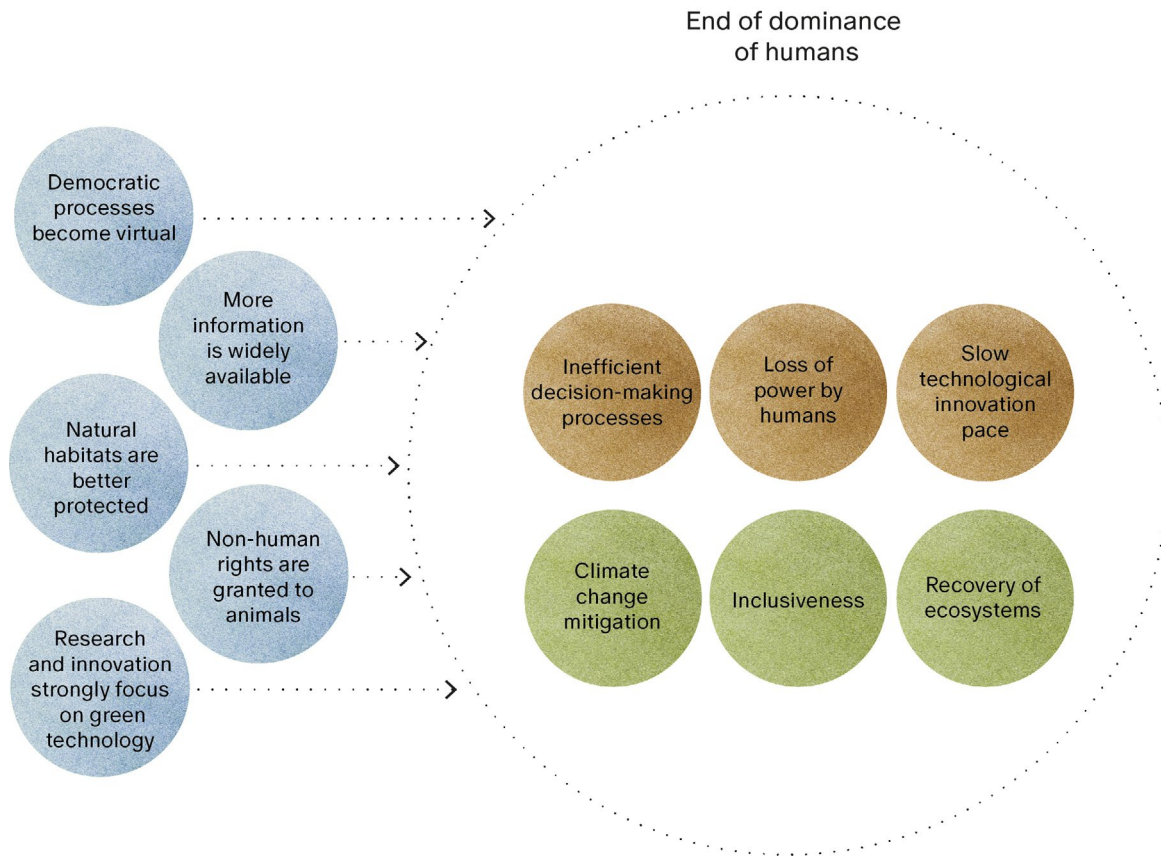 End of dominance
of humans
Democratic
processes
become virtual
More
information
is widely
available
Natural
habitats are
better
protected
Non-human
rights are
granted to
animals
Research
and innovation
strongly focus
on green
technology
Inefficient
decision-making
processes
Loss of
power by
humans
Slow
technological
innovation
pace
Climate
change
mitigation
Inclusiveness
Recovery of
ecosystems